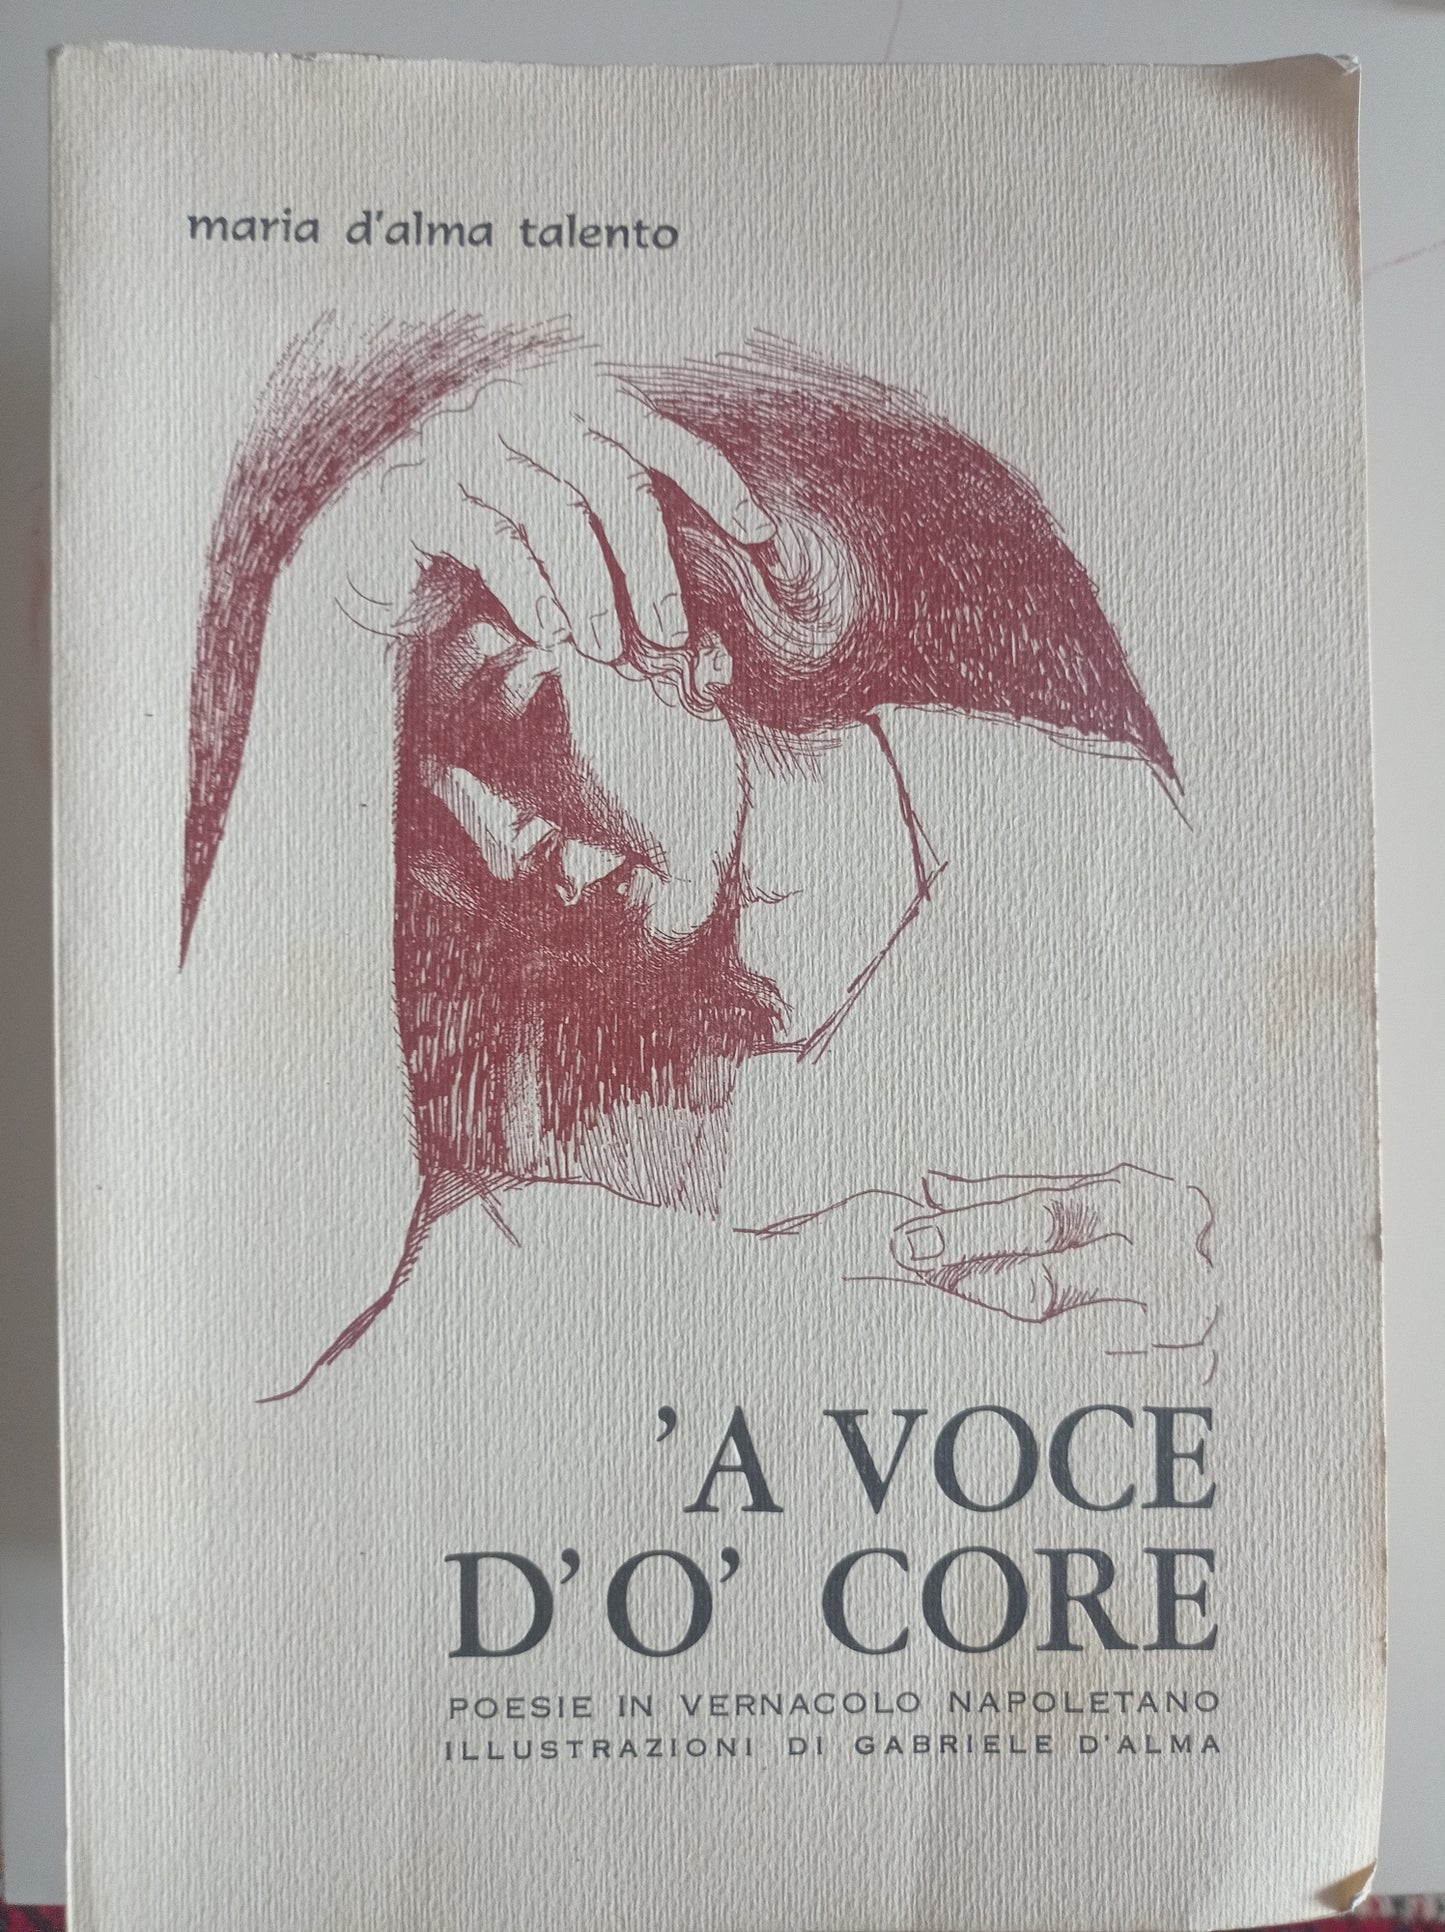 maria d'alma talento
'A VOCE
D'O' CORE
POESIE IN VERNACOLO NAPOLETANO
ILLUSTRAZIONI DI GABRIELE D'ALMA